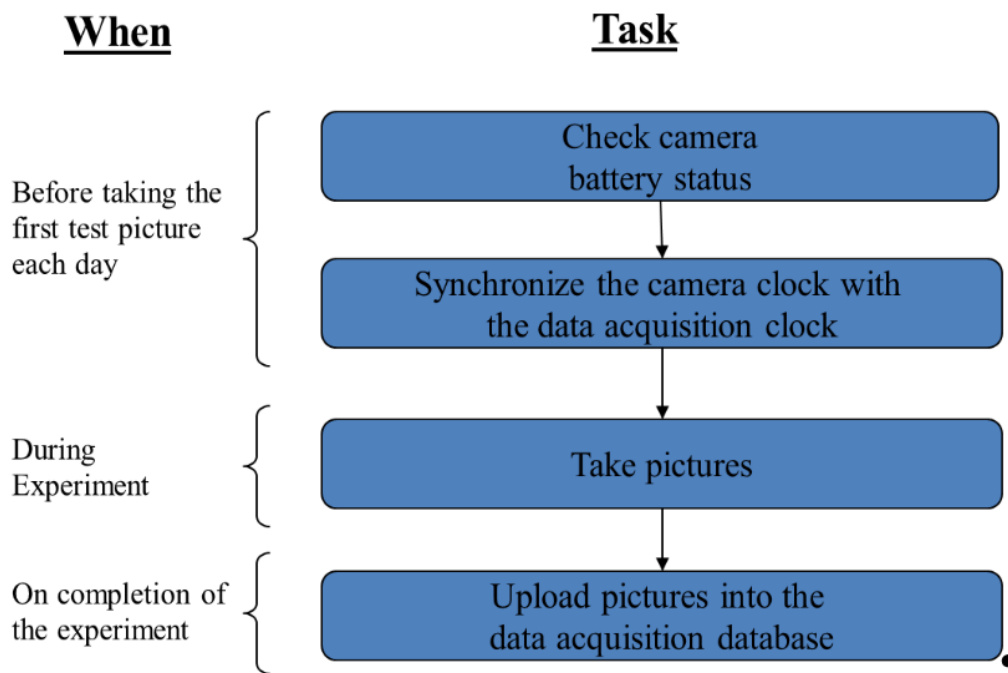 When
Task
Before taking the
first test picture
each day
Check camera
battery status
Synchronize the camera clock with
the data acquisition clock
During
Experiment
Take pictures
On completion of
the experiment
Upload pictures into the
data acquisition database